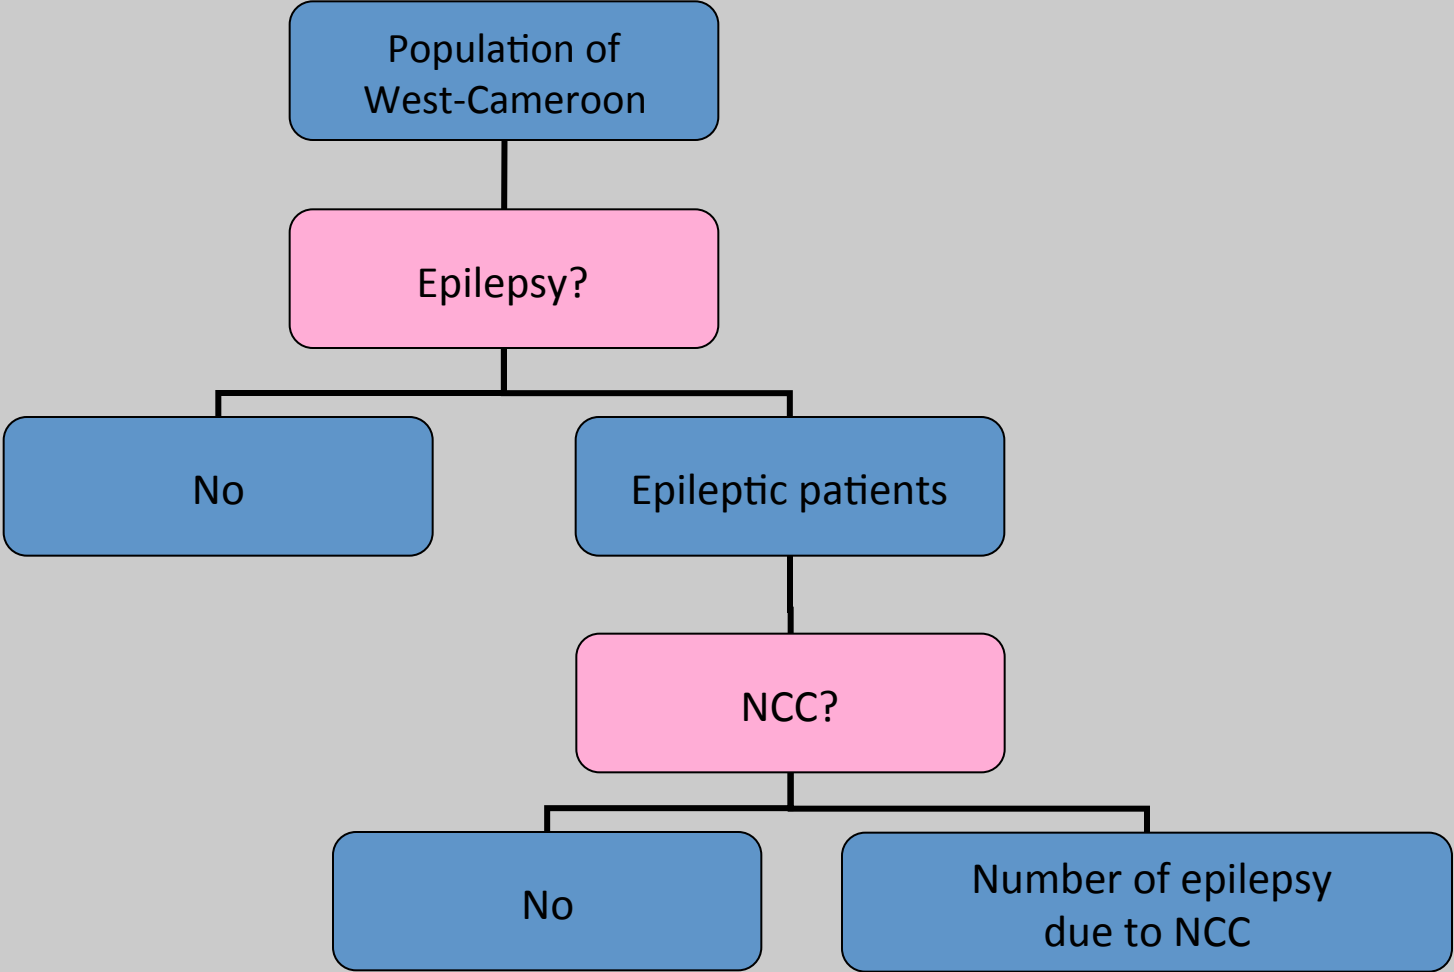 Population of
West-Cameroon
Epilepsy?
No
Epileptic patients
NCC?
No
Number of epilepsy
due to NCC